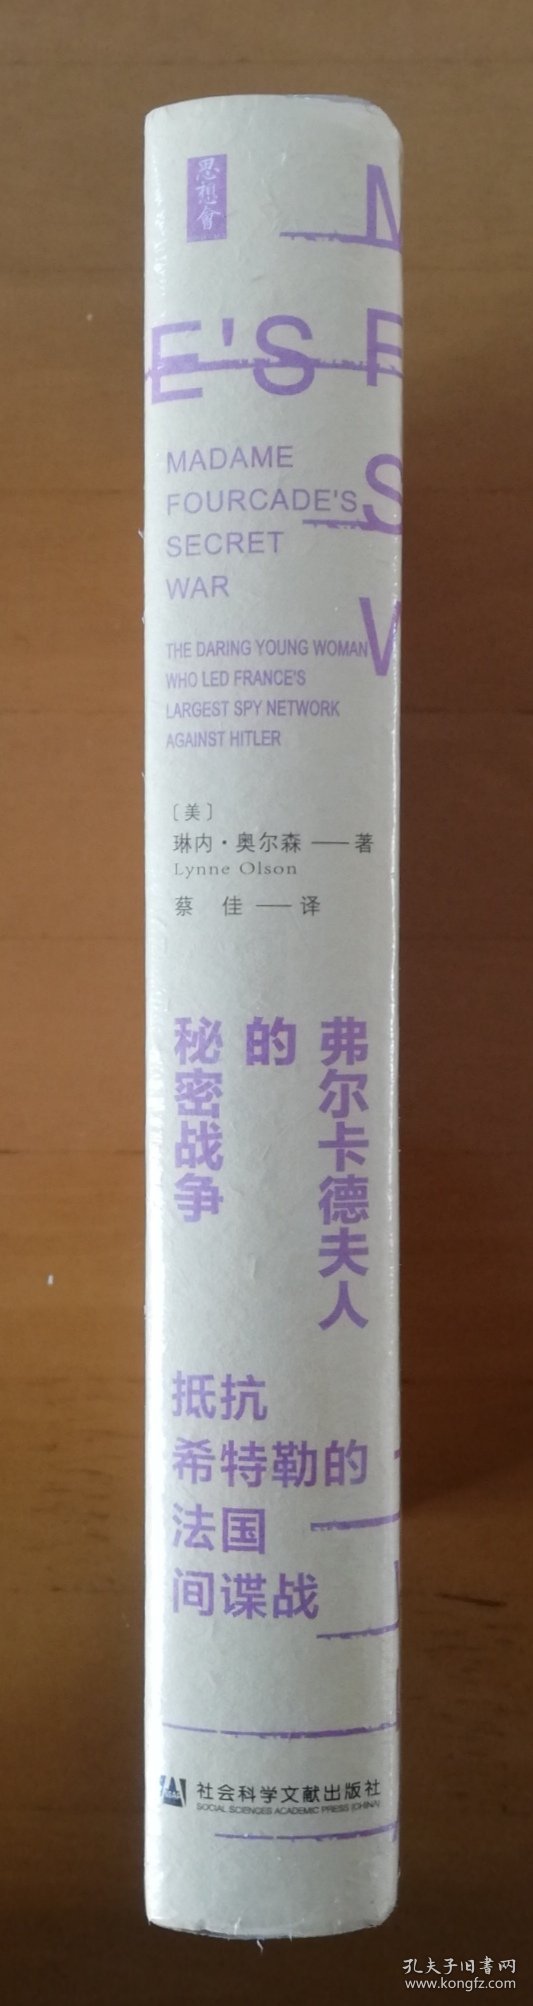 思想會
M
E'S F
S
W
MADAME
FOURCADE'S
SECRET
WAR
THE DARING YOUNG WOMAN
WHO LED FRANCE'S
LARGEST SPY NETWORK
AGAINST HITLER
〔美〕
琳内·奥尔森——著
Lynne Olson
蔡 佳——译
弗尔卡德夫人
的
秘密战争
抵抗
希特勒的
法国
间谍战
社会科学文献出版社
SOCIAL SCIENCES ACADEMIC PRESS (CHINA)
孔夫子旧书网
www.kongfz.com